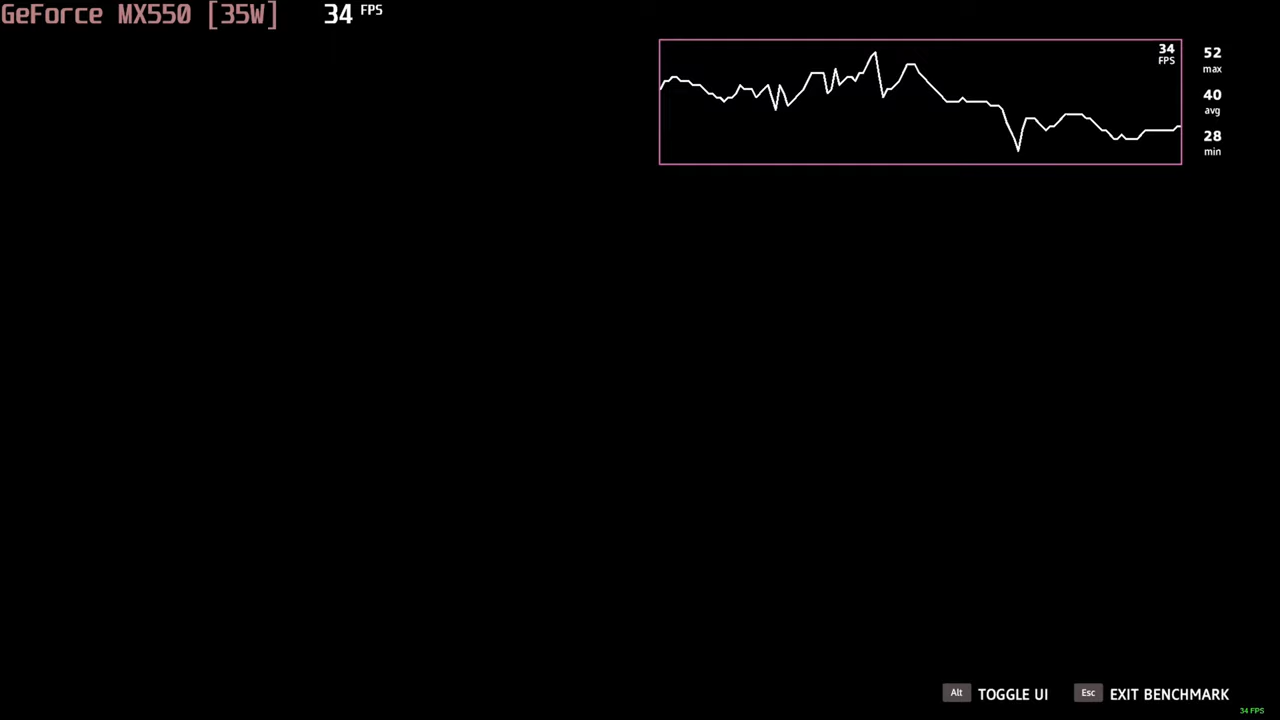 GeForce MX550 [35W] 34 FPS
34
FPS
52
max
40
avg
28
min
Alt TOGGLE UI Esc EXIT BENCHMARK
34 FPS